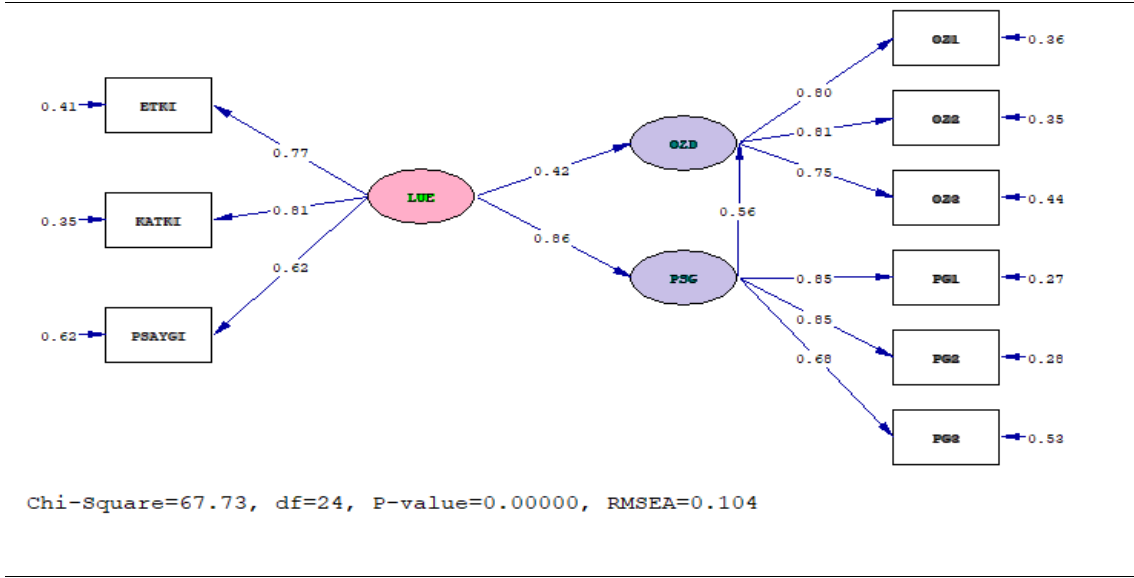 OZ1
0.36
0.41
ETKI
0.80
OZ2
0.35
0.81
OZD
0.77
0.42
0.75
LUE
OZ3
0.44
0.35
KATKI
0.81
0.56
0.86
0.62
PSG
0.85
PG1
0.27
0.62
PSAYGI
0.85
0.68
PG2
0.28
PG3
0.53
Chi-Square=67.73, df=24, P-value=0.00000, RMSEA=0.104